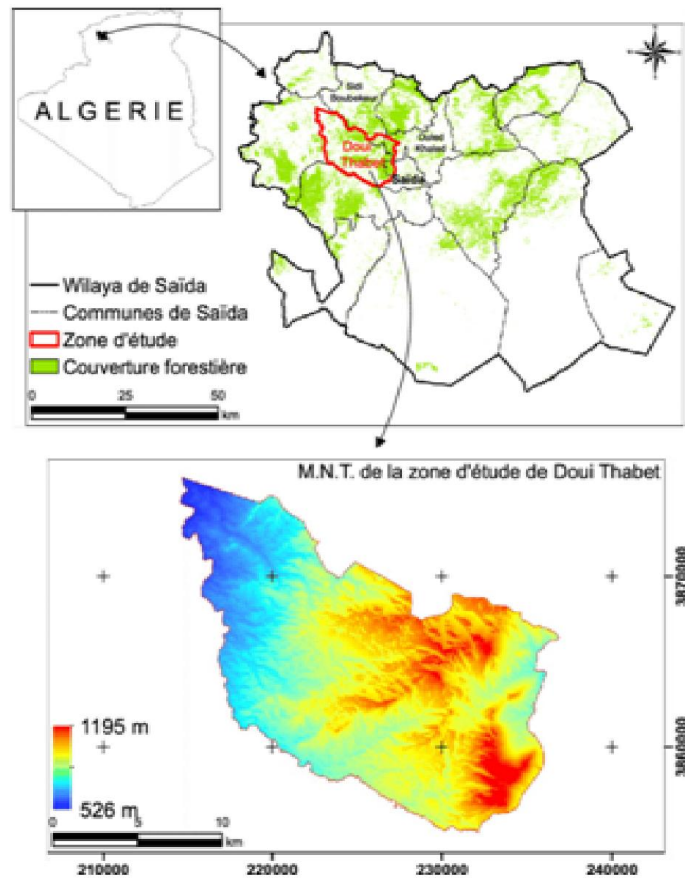 ALGERIE
Sidi
Boubekeur
Ouled
Khaled
Doui
Thabet
Saïda
Wilaya de Saïda
Communes de Saïda
Zone d'étude
Couverture forestière
0 25 50
km
M.N.T. de la zone d'étude de Doui Thabet
3870000
1195 m
3860000
526 m
0 5 10
km
210000 220000 230000 240000